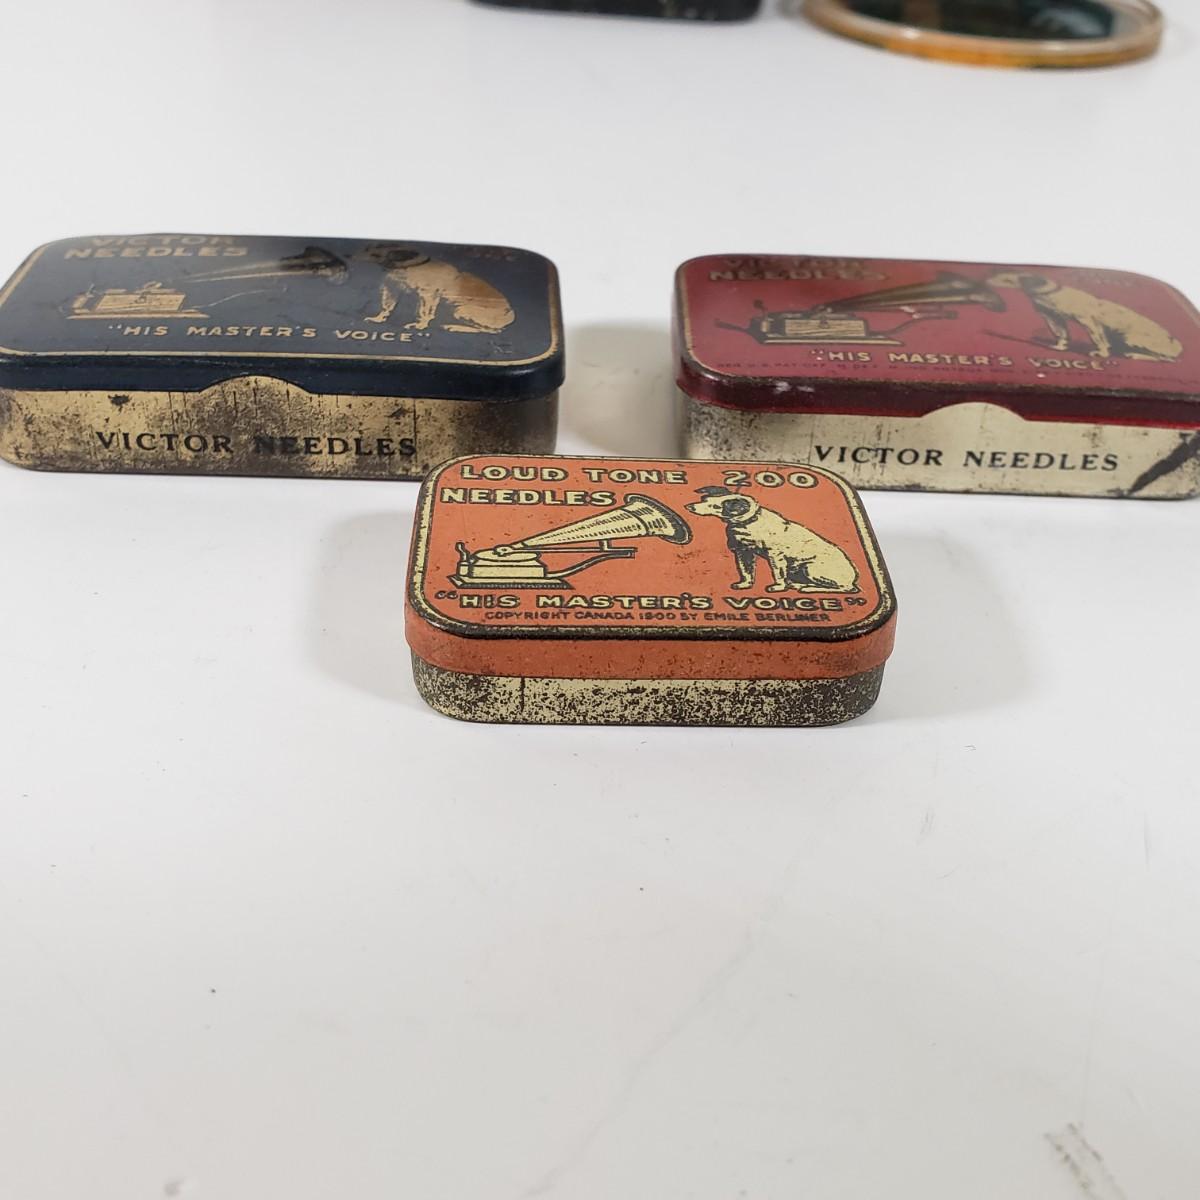 VICTOR
NEEDLES
"HIS MASTER'S VOICE"
VICTOR NEEDLES
VICTOR
NEEDLES
"HIS MASTER'S VOICE"
VICTOR NEEDLES
LOUD TONE 200
NEEDLES
"HIS MASTER'S VOICE"
COPYRIGHT CANADA 1900 BY EMILE BERLINER